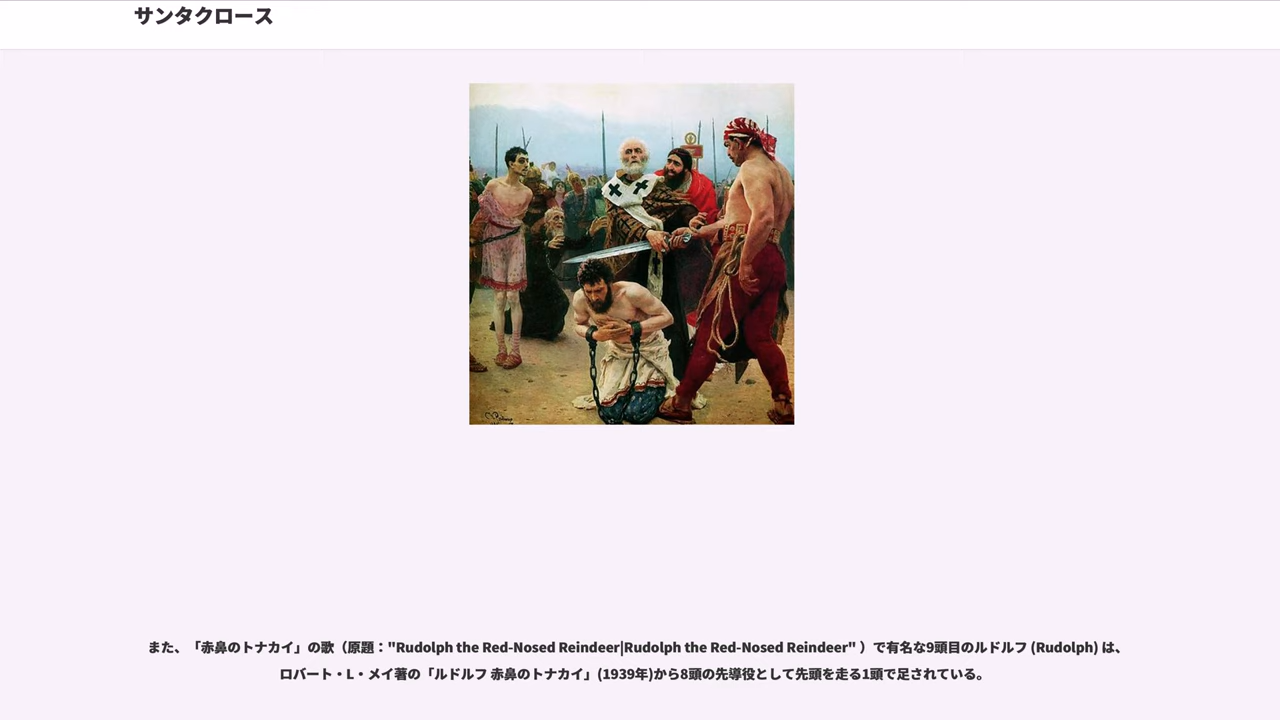 サンタクロース
また、「赤鼻のトナカイ」の歌（原題："Rudolph the Red-Nosed Reindeer|Rudolph the Red-Nosed Reindeer" ）で有名な9頭目のルドルフ (Rudolph) は、
ロバート・L・メイ著の「ルドルフ 赤鼻のトナカイ」(1939年)から8頭の先導役として先頭を走る1頭で足されている。